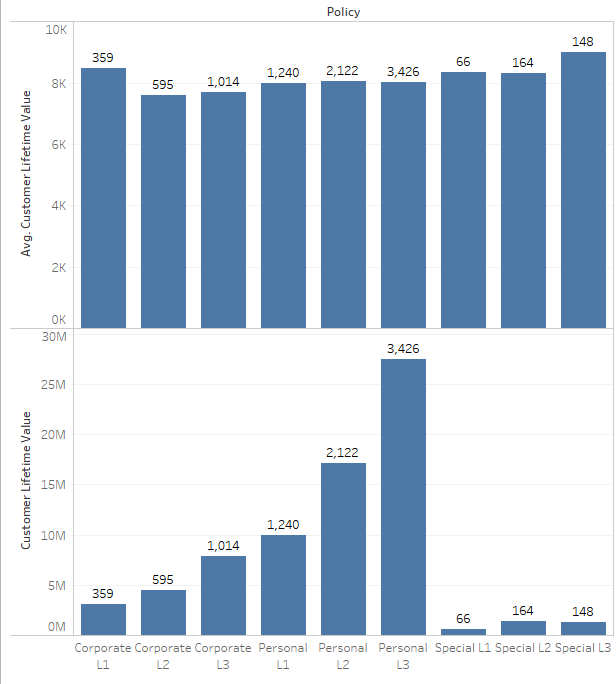 Policy
Avg. Customer Lifetime Value
10K
8K
6K
4K
2K
0K
359
595
1,014
1,240
2,122
3,426
66
164
148
Customer Lifetime Value
30M
25M
20M
15M
10M
5M
0M
359
595
1,014
1,240
2,122
3,426
66
164
148
Corporate L1
Corporate L2
Corporate L3
Personal L1
Personal L2
Personal L3
Special L1
Special L2
Special L3